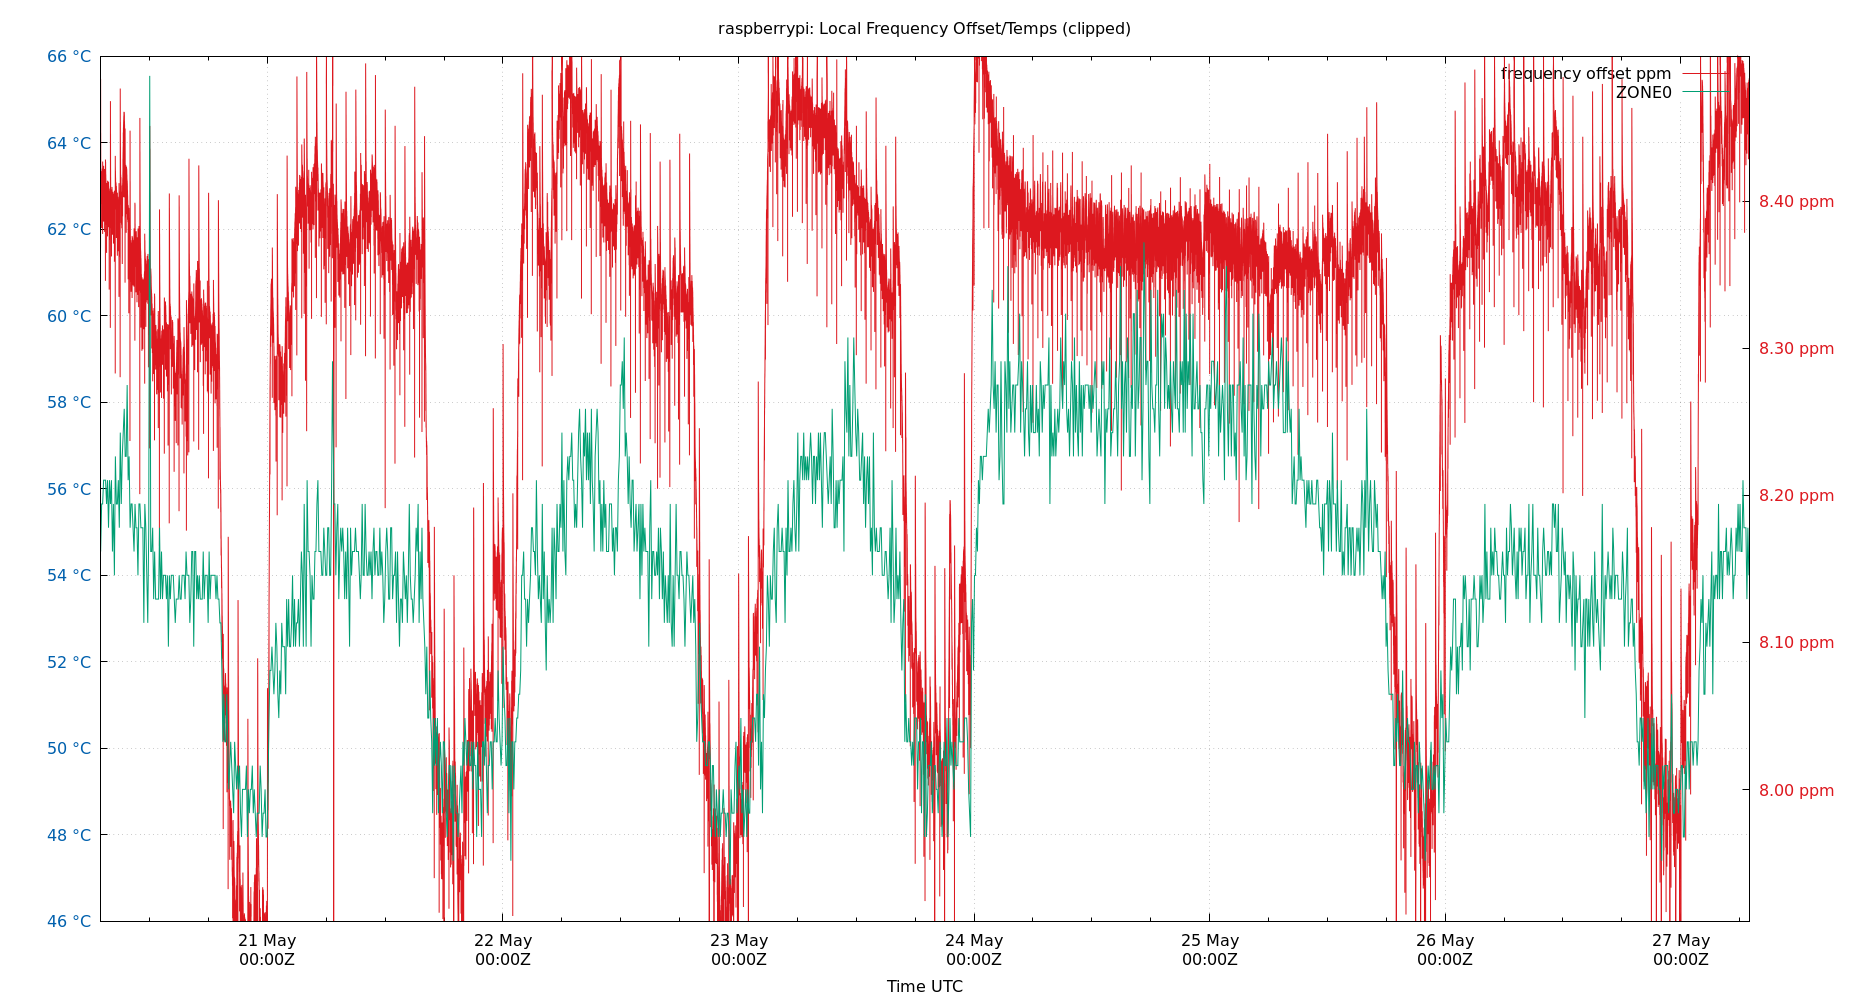 raspberrypi: Local Frequency Offset/Temps (clipped)
66 °C
64 °C
62 °C
60 °C
58 °C
56 °C
54 °C
52 °C
50 °C
48 °C
46 °C
frequency offset ppm
ZONE0
8.40 ppm
8.30 ppm
8.20 ppm
8.10 ppm
8.00 ppm
21 May
00:00Z
22 May
00:00Z
23 May
00:00Z
24 May
00:00Z
25 May
00:00Z
26 May
00:00Z
27 May
00:00Z
Time UTC